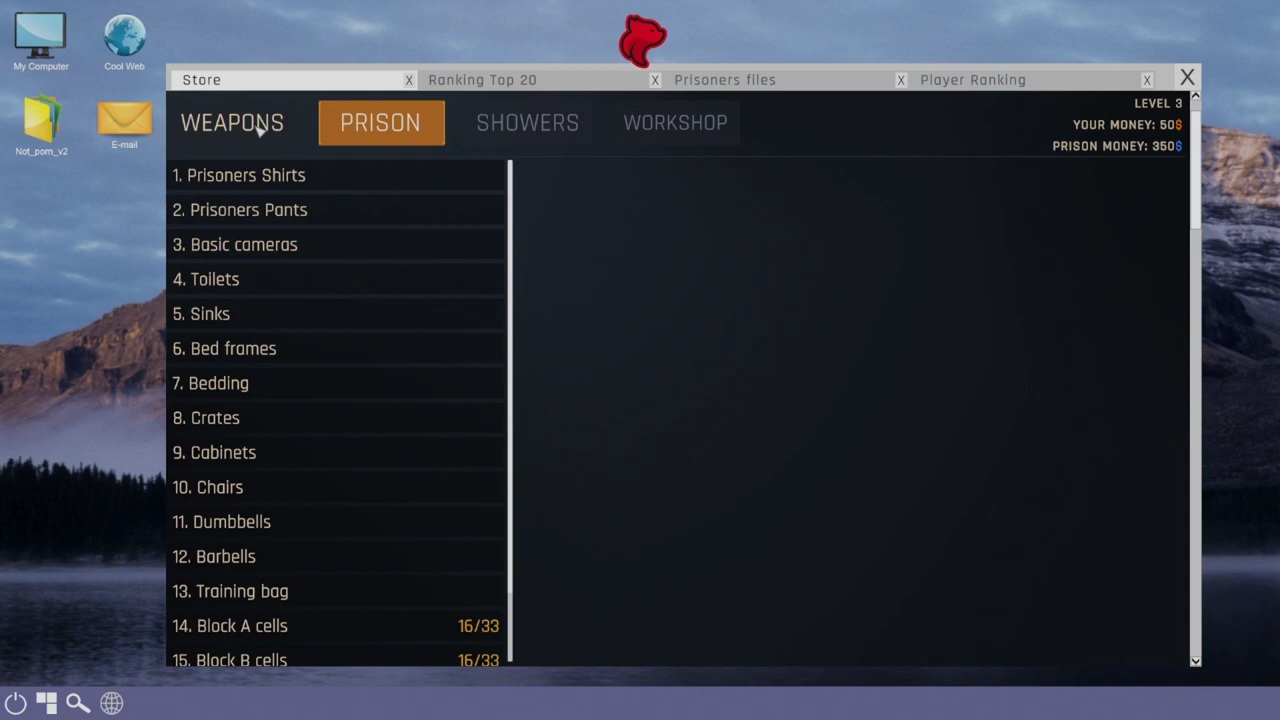 My Computer
Cool Web
Not_porn_v2
E-mail
Store X
Ranking Top 20 X
Prisoners files X
Player Ranking X
X
WEAPONS
PRISON
SHOWERS
WORKSHOP
LEVEL 3
YOUR MONEY: 50$
PRISON MONEY: 350$
1. Prisoners Shirts
2. Prisoners Pants
3. Basic cameras
4. Toilets
5. Sinks
6. Bed frames
7. Bedding
8. Crates
9. Cabinets
10. Chairs
11. Dumbbells
12. Barbells
13. Training bag
14. Block A cells 16/33
15. Block B cells 16/33